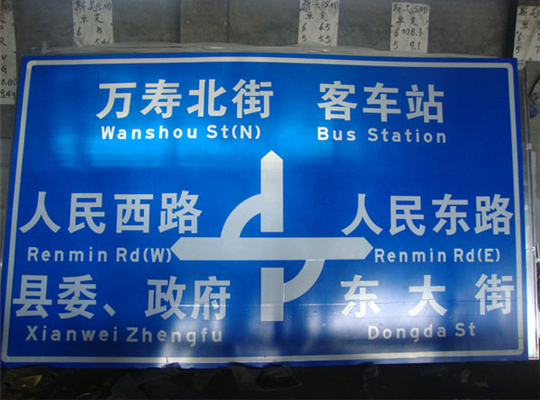 万寿北街 客车站
Wanshou St(N) Bus Station
人民西路 人民东路
Renmin Rd(W) Renmin Rd(E)
县委、政府 东大街
Xianwei Zhengfu Dongda St